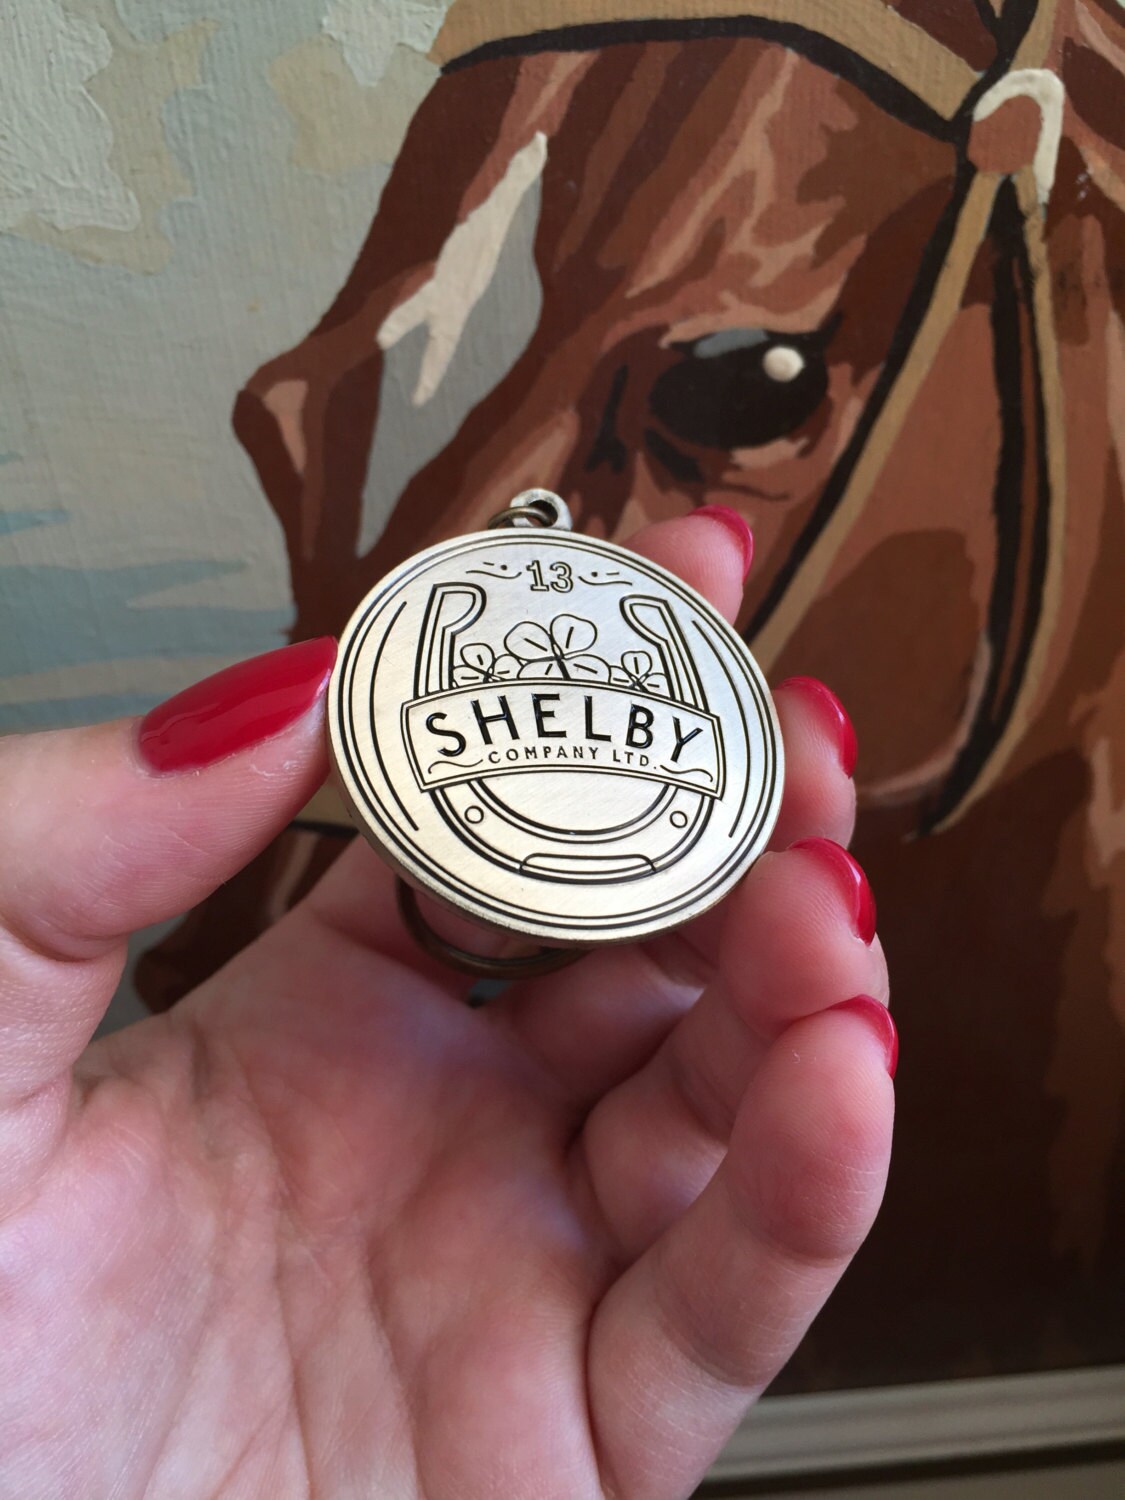 13
SHELBY
COMPANY LTD.